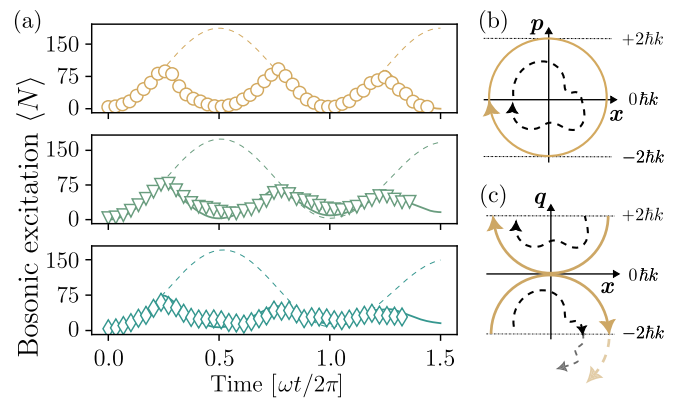 (a)
Bosonic excitation ⟨N⟩
150
75
0
150
75
0
150
75
0
0.0 0.5 1.0 1.5
Time [ωt/2π]
(b)
p
+2ħk
0ħk
x
−2ħk
(c)
q
+2ħk
0ħk
x
−2ħk